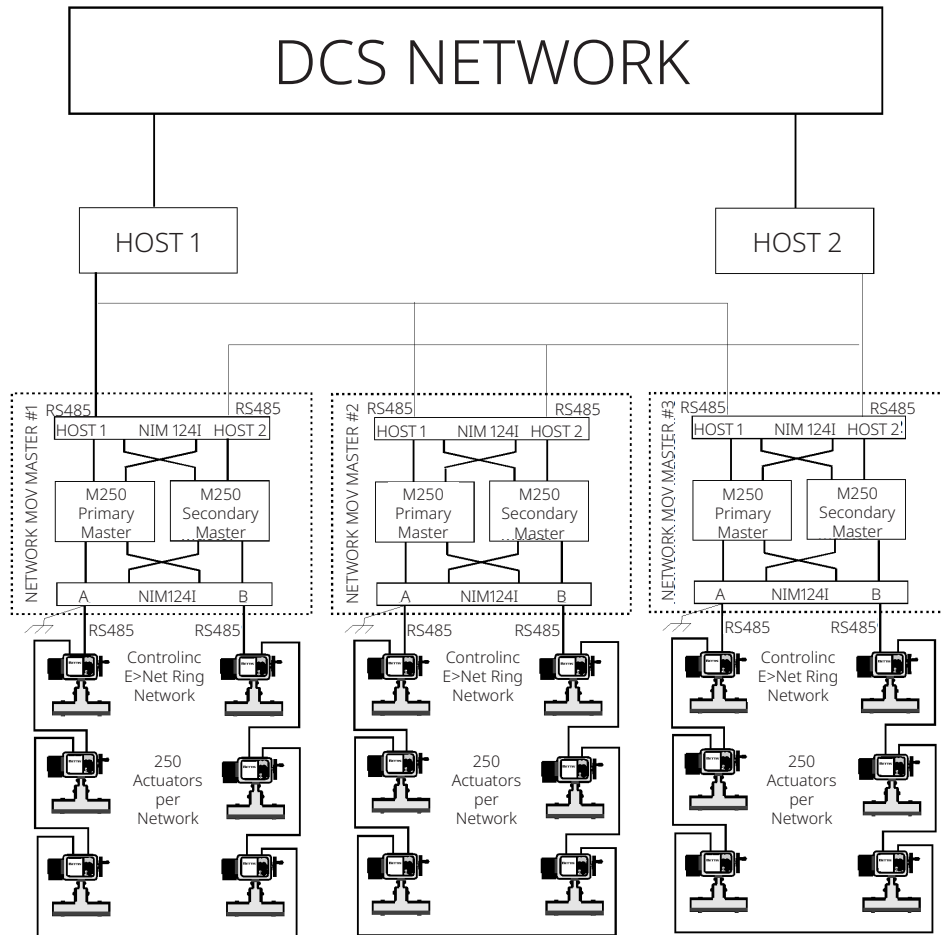 DCS NETWORK
HOST 1
HOST 2
NETWORK MOV MASTER #1
RS485
RS485
HOST 1 NIM 124I HOST 2
M250
Primary
Master
M250
Secondary
Master
A NIM124I B
RS485
RS485
Controlinc
E>Net Ring
Network
250
Actuators
per
Network
NETWORK MOV MASTER #2
RS485
RS485
HOST 1 NIM 124I HOST 2
M250
Primary
Master
M250
Secondary
Master
A NIM124I B
RS485
RS485
Controlinc
E>Net Ring
Network
250
Actuators
per
Network
NETWORK MOV MASTER #3
RS485
RS485
HOST 1 NIM 124I HOST 2
M250
Primary
Master
M250
Secondary
Master
A NIM124I B
RS485
RS485
Controlinc
E>Net Ring
Network
250
Actuators
per
Network